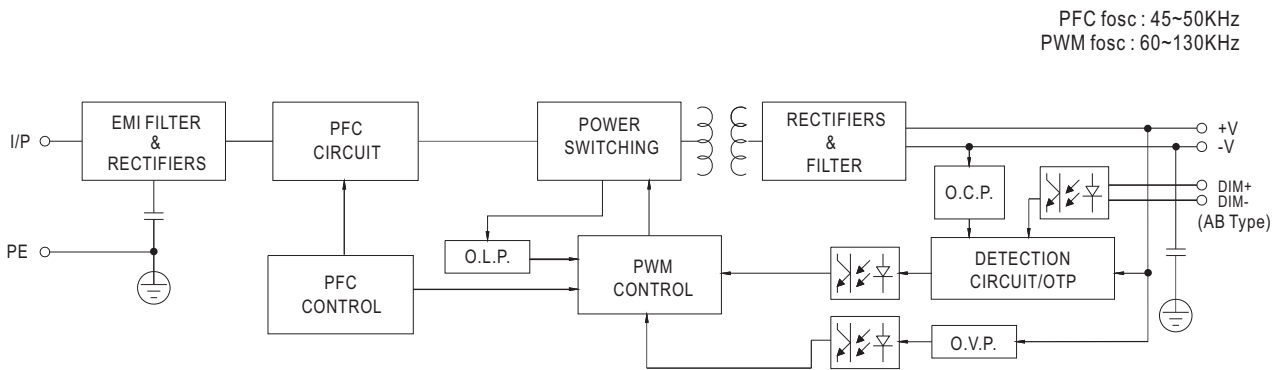 PFC fosc : 45~50KHz
PWM fosc : 60~130KHz
I/P
EMI FILTER
&
RECTIFIERS
PFC
CIRCUIT
POWER
SWITCHING
RECTIFIERS
&
FILTER
+V
-V
O.C.P.
DIM+
DIM-
(AB Type)
PE
O.L.P.
PFC
CONTROL
PWM
CONTROL
DETECTION
CIRCUIT/OTP
O.V.P.